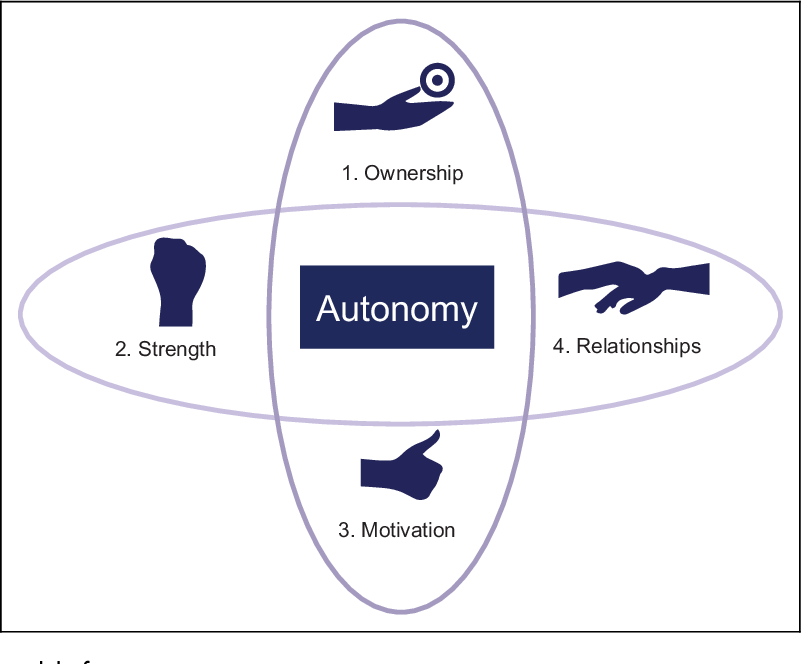 1. Ownership
Autonomy
2. Strength
4. Relationships
3. Motivation